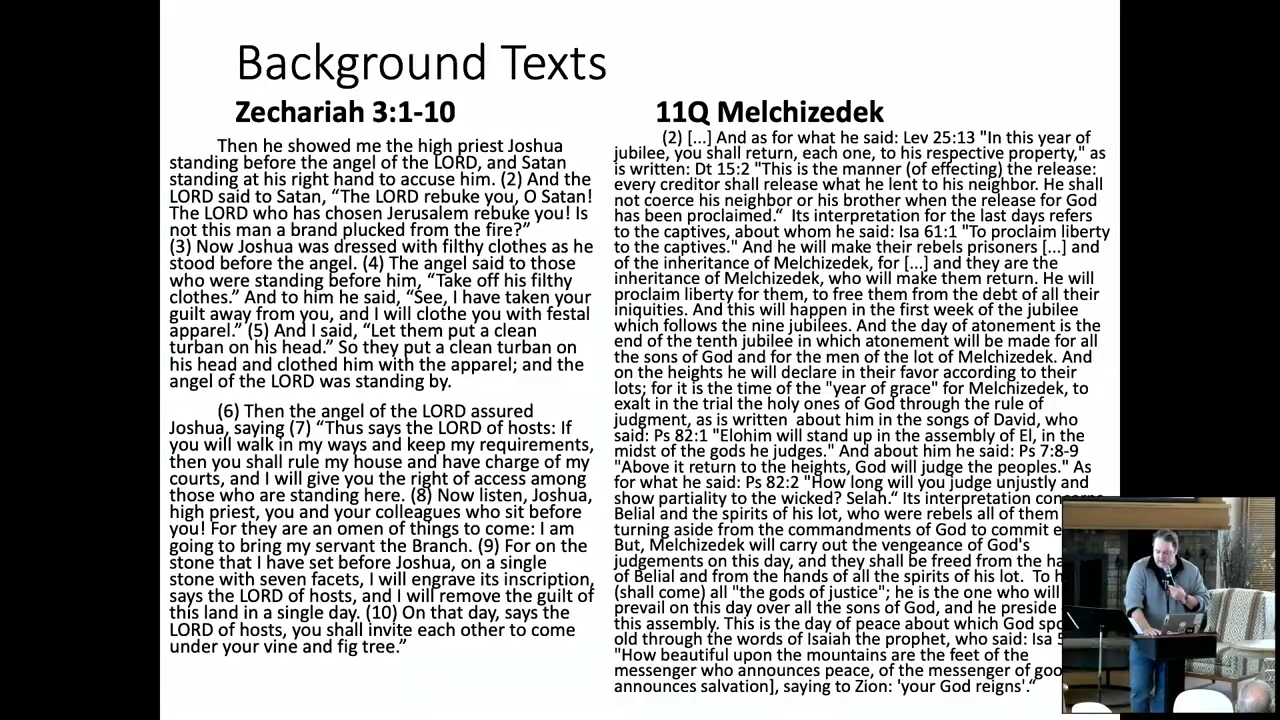 Background Texts
Zechariah 3:1-10
Then he showed me the high priest Joshua
standing before the angel of the LORD, and Satan
standing at his right hand to accuse him. (2) And the
LORD said to Satan, “The LORD rebuke you, O Satan!
The LORD who has chosen Jerusalem rebuke you! Is
not this man a brand plucked from the fire?”
(3) Now Joshua was dressed with filthy clothes as he
stood before the angel. (4) The angel said to those
who were standing before him, “Take off his filthy
clothes.” And to him he said, “See, I have taken your
guilt away from you, and I will clothe you with festal
apparel.” (5) And I said, “Let them put a clean
turban on his head.” So they put a clean turban on
his head and clothed him with the apparel; and the
angel of the LORD was standing by.
(6) Then the angel of the LORD assured
Joshua, saying (7) “Thus says the LORD of hosts: If
you will walk in my ways and keep my requirements,
then you shall rule my house and have charge of my
courts, and I will give you the right of access among
those who are standing here. (8) Now listen, Joshua,
high priest, you and your colleagues who sit before
you! For they are an omen of things to come: I am
going to bring my servant the Branch. (9) For on the
stone that I have set before Joshua, on a single
stone with seven facets, I will engrave its inscription,
says the LORD of hosts, and I will remove the guilt of
this land in a single day. (10) On that day, says the
LORD of hosts, you shall invite each other to come
under your vine and fig tree.”
11Q Melchizedek
(2) [...] And as for what he said: Lev 25:13 "In this year of
jubilee, you shall return, each one, to his respective property," as
is written: Dt 15:2 "This is the manner (of effecting) the release:
every creditor shall release what he lent to his neighbor. He shall
not coerce his neighbor or his brother when the release for God
has been proclaimed.“ Its interpretation for the last days refers
to the captives, about whom he said: Isa 61:1 "To proclaim liberty
to the captives." And he will make their rebels prisoners [...] and
of the inheritance of Melchizedek, for [...] and they are the
inheritance of Melchizedek, who will make them return. He will
proclaim liberty for them, to free them from the debt of all their
iniquities. And this will happen in the first week of the jubilee
which follows the nine jubilees. And the day of atonement is the
end of the tenth jubilee in which atonement will be made for all
the sons of God and for the men of the lot of Melchizedek. And
on the heights he will declare in their favor according to their
lots; for it is the time of the "year of grace" for Melchizedek, to
exalt in the trial the holy ones of God through the rule of
judgment, as is written about him in the songs of David, who
said: Ps 82:1 "Elohim will stand up in the assembly of El, in the
midst of the gods he judges." And about him he said: Ps 7:8-9
"Above it return to the heights, God will judge the peoples." As
for what he said: Ps 82:2 "How long will you judge unjustly and
show partiality to the wicked? Selah.“ Its interpretation
Belial and the spirits of his lot, who were rebels all of them
turning aside from the commandments of God to commit
But, Melchizedek will carry out the vengeance of God's
judgements on this day, and they shall be freed from the
of Belial and from the hands of all the spirits of his lot. To
(shall come) all "the gods of justice"; he is the one who will
prevail on this day over all the sons of God, and he preside
this assembly. This is the day of peace about which God
old through the words of Isaiah the prophet, who said: Isa
"How beautiful upon the mountains are the feet of the
messenger who announces peace, of the messenger of
announces salvation], saying to Zion: 'your God reigns'.“